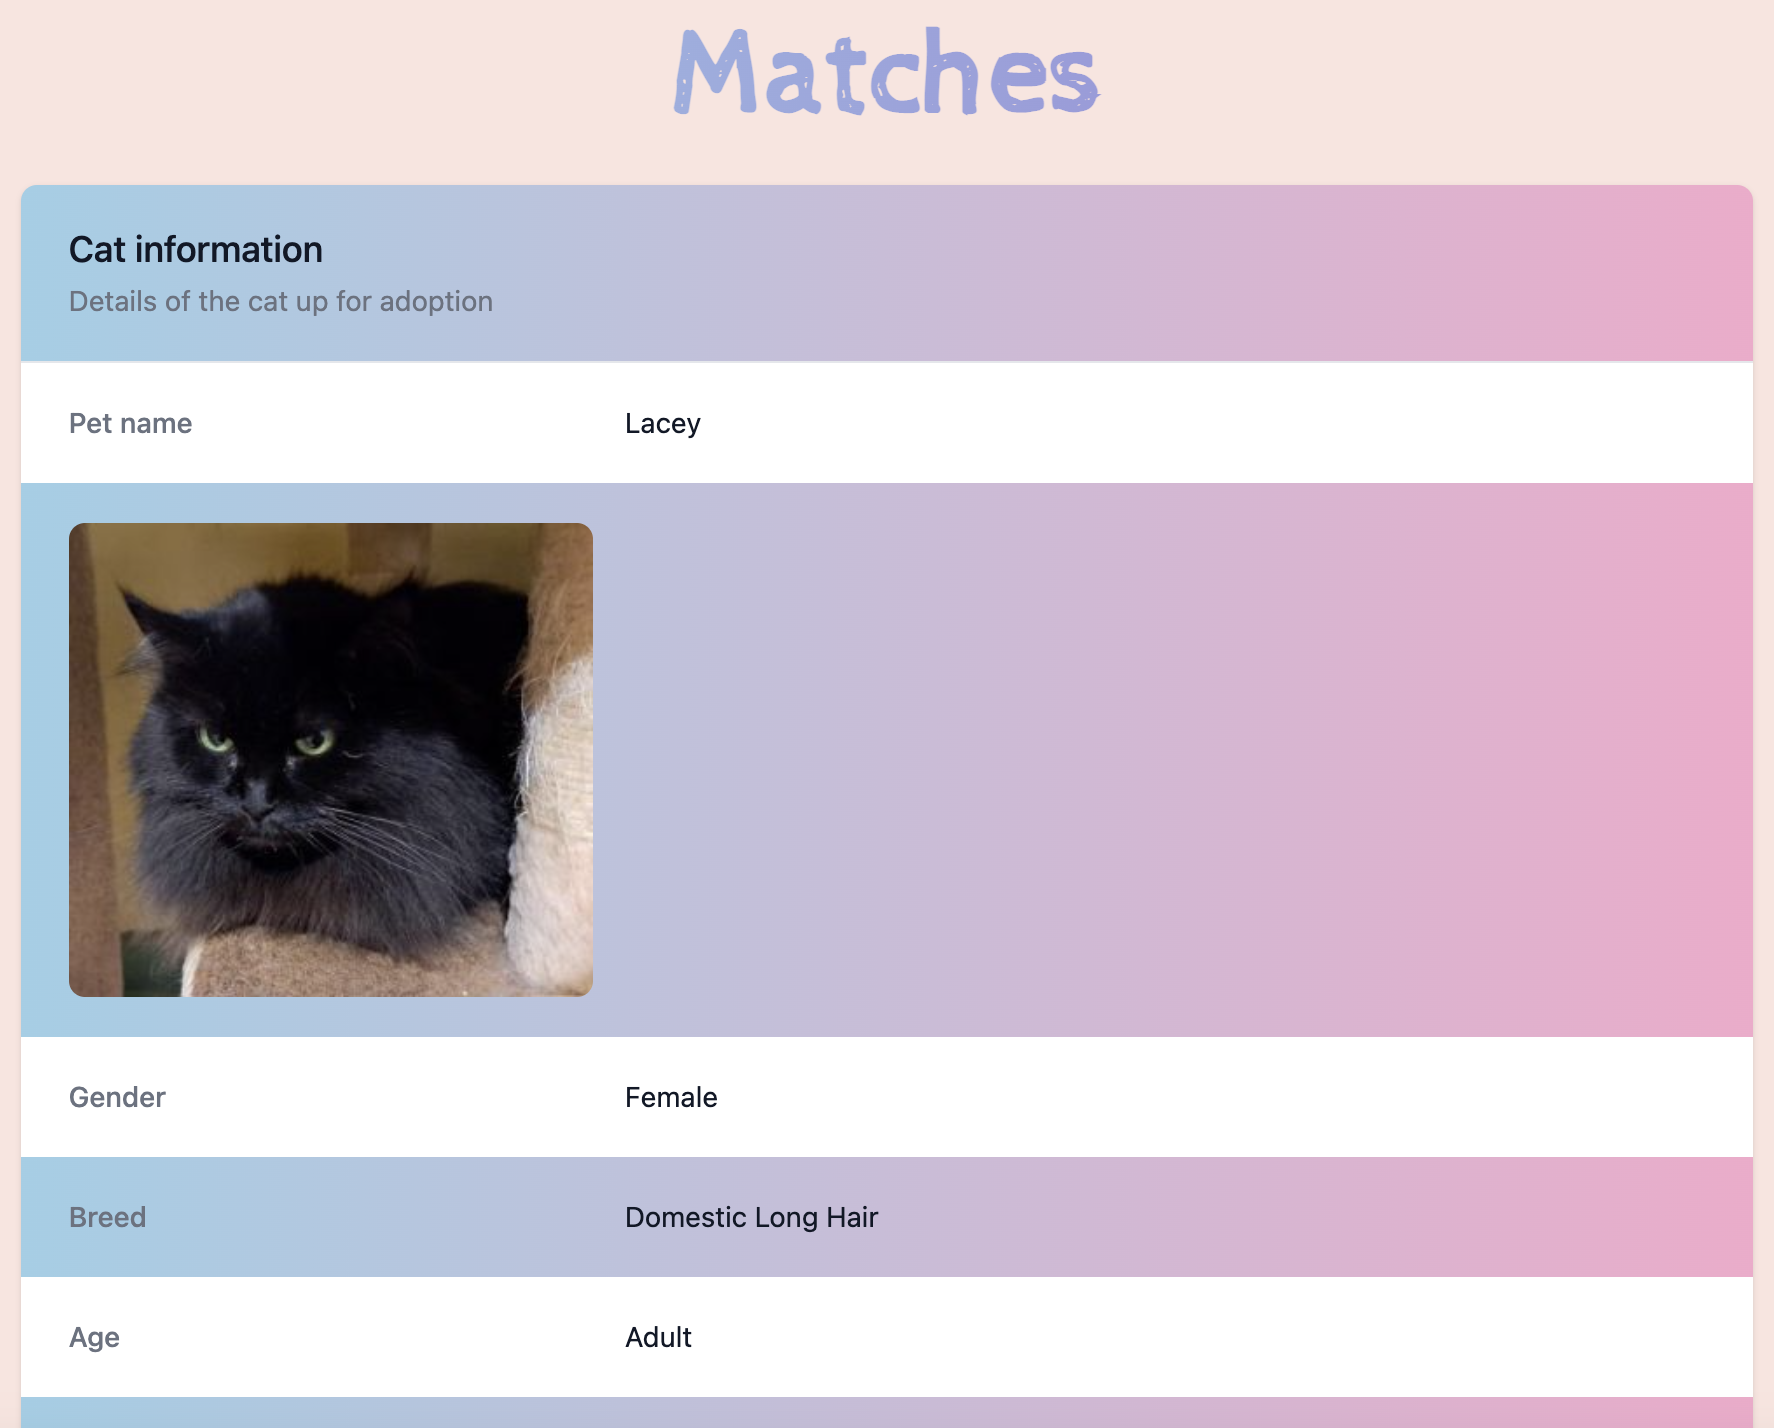 Matches
Cat information
Details of the cat up for adoption
Pet name Lacey
Gender Female
Breed Domestic Long Hair
Age Adult